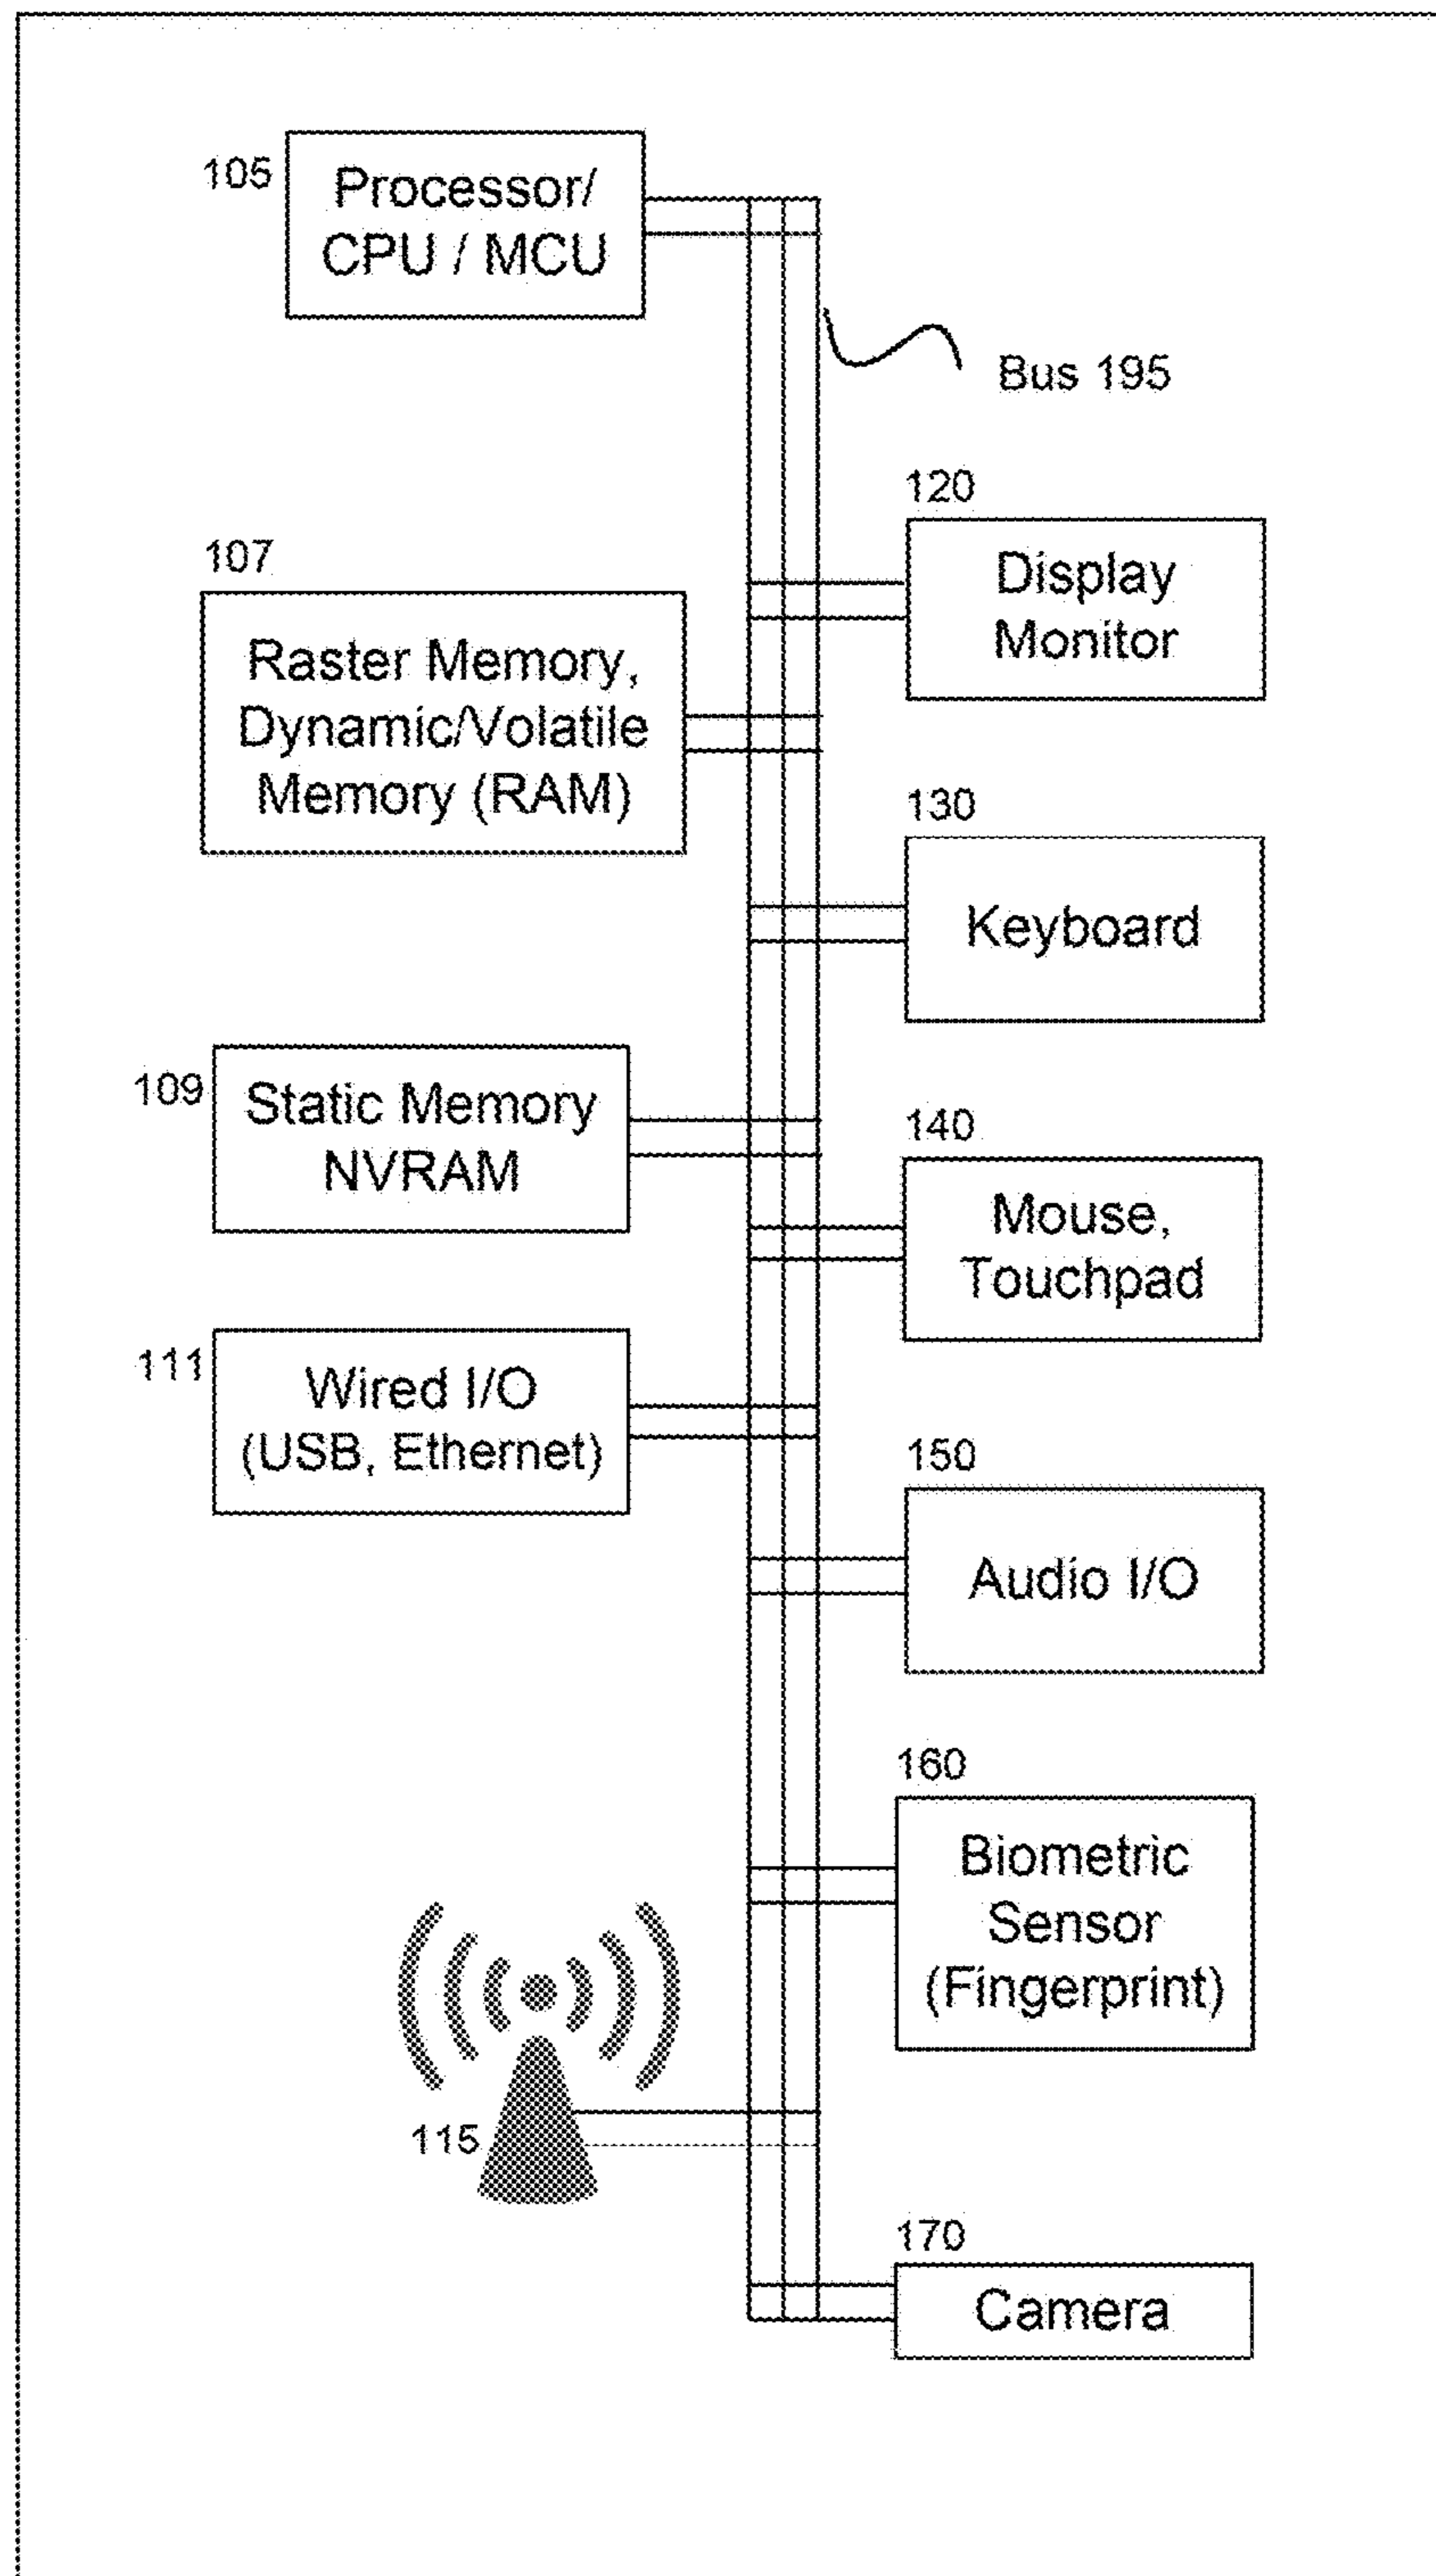 105
Processor/
CPU / MCU
Bus 195
120
Display
Monitor
107
Raster Memory,
Dynamic/Volatile
Memory (RAM)
130
Keyboard
109
Static Memory
NVRAM
140
Mouse,
Touchpad
111
Wired I/O
(USB, Ethernet)
150
Audio I/O
160
Biometric
Sensor
(Fingerprint)
115
170
Camera